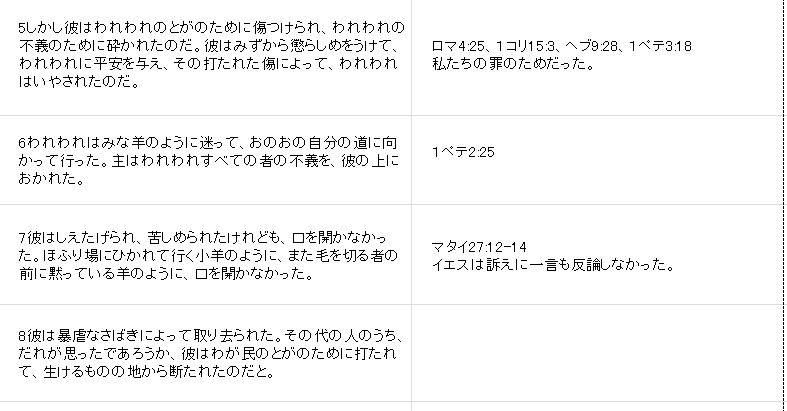 5しかし彼はわれわれのとがのために傷つけられ、われわれの
不義のために砕かれたのだ。彼はみずから懲らしめをうけて、
われわれに平安を与え、その打たれた傷によって、われわれ
はいやされたのだ。
ロマ4:25、1コリ15:3、ヘブ9:28、1ペテ3:18
私たちの罪のためだった。
6われわれはみな羊のように迷って、おのおの自分の道に向
かって行った。主はわれわれすべての者の不義を、彼の上に
おかれた。
1ペテ2:25
7彼はしえたげられ、苦しめられたけれども、口を開かなかっ
た。ほふり場にひかれて行く小羊のように、また毛を切る者の
前に黙っている羊のように、口を開かなかった。
マタイ27:12-14
イエスは訴えに一言も反論しなかった。
8彼は暴虐なさばきによって取り去られた。その代の人のうち、
だれが思ったであろうか、彼はわが民のとがのために打たれ
て、生けるものの地から断たれたのだと。